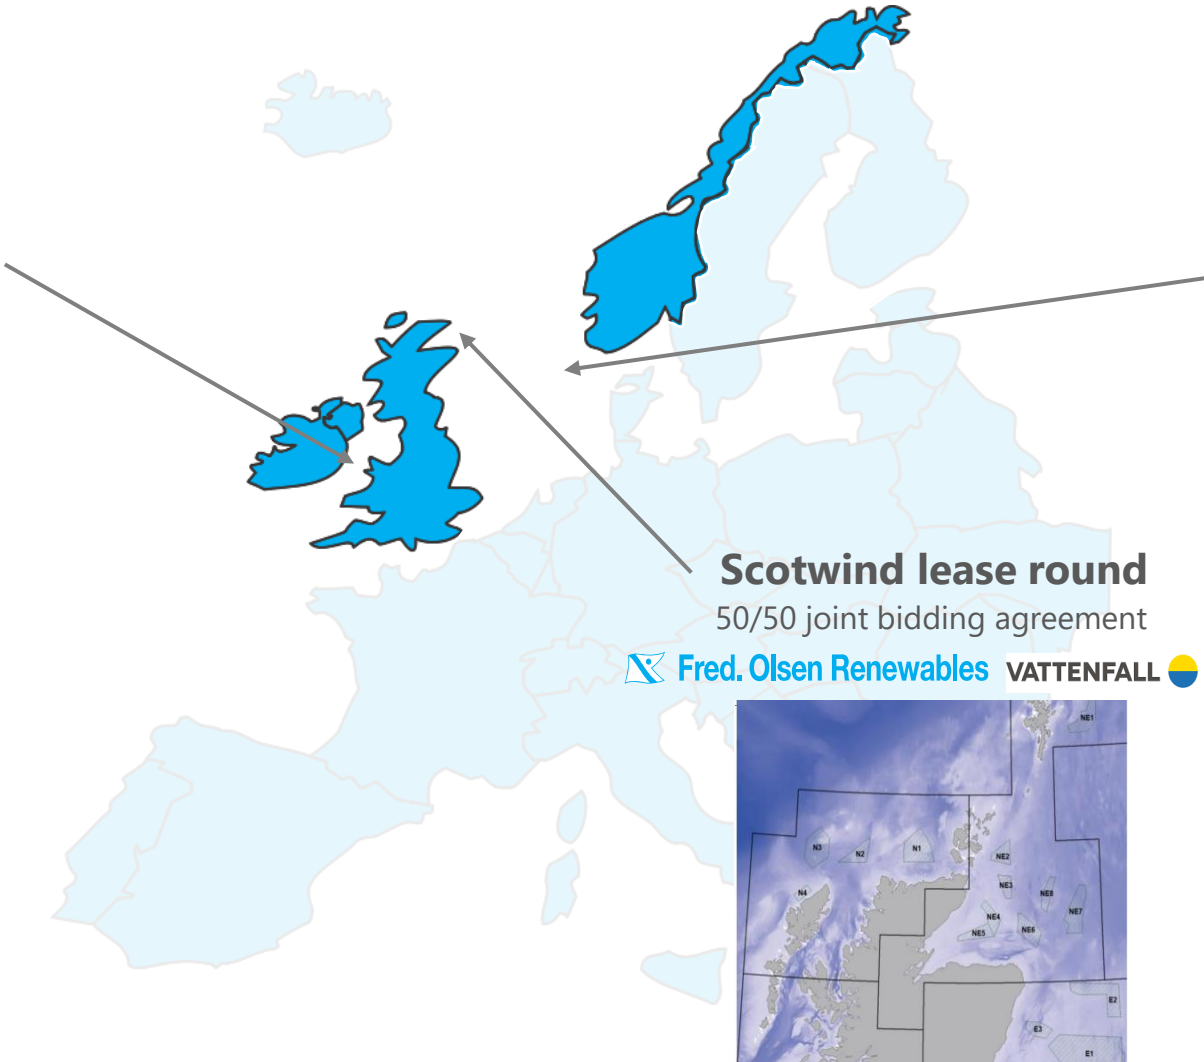 Scotwind lease round
50/50 joint bidding agreement
Fred. Olsen Renewables VATTENFALL
NE1
N3 N2 N1 NE2
N4 NE3 NE8
NE4 NE7
NE5 NE6
E2
E3
E1